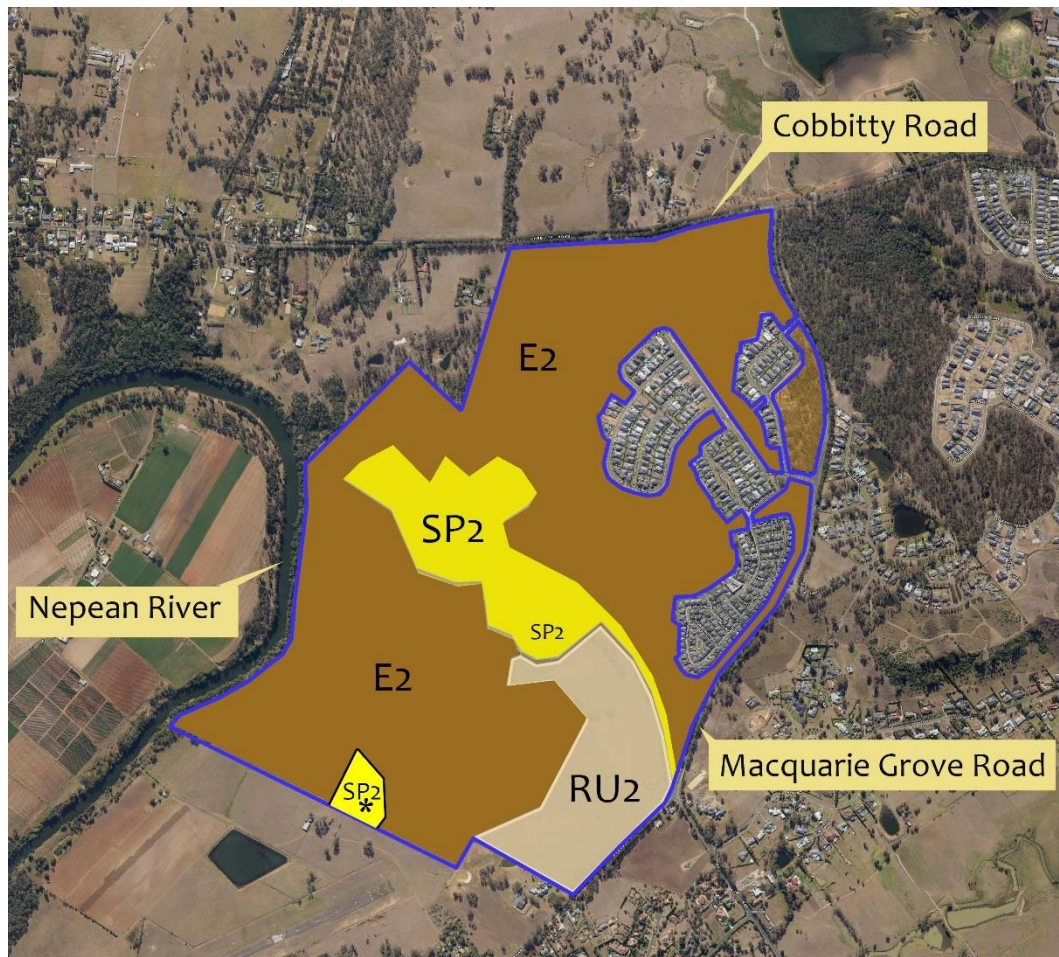 Cobbitty Road
E2
SP2
Nepean River
SP2
E2
Macquarie Grove Road
RU2
SP2
*